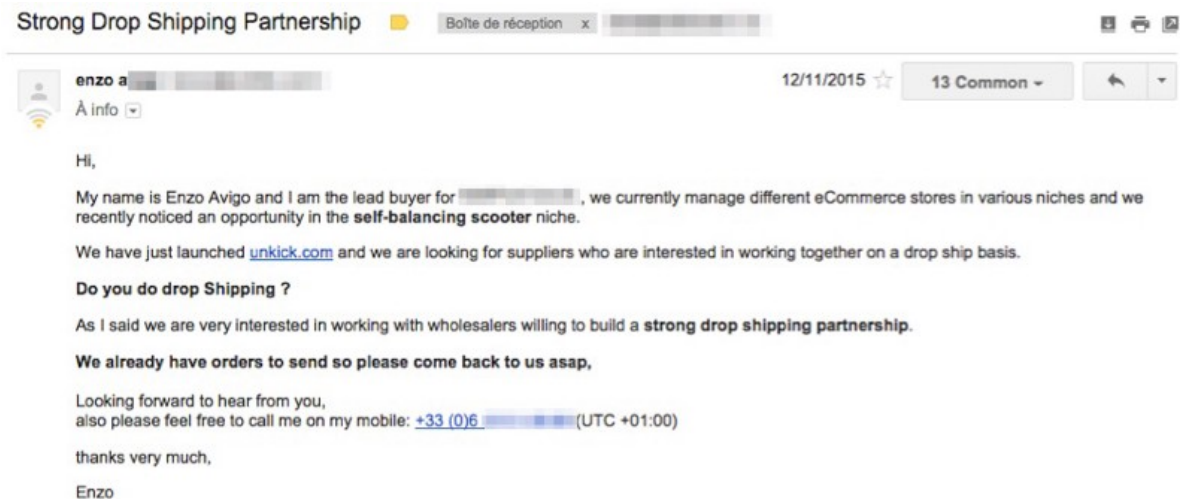 Strong Drop Shipping Partnership
Boîte de réception x
enzo a
12/11/2015
13 Common
À info
Hi,
My name is Enzo Avigo and I am the lead buyer for , we currently manage different eCommerce stores in various niches and we
recently noticed an opportunity in the self-balancing scooter niche.
We have just launched unkick.com and we are looking for suppliers who are interested in working together on a drop ship basis.
Do you do drop Shipping ?
As I said we are very interested in working with wholesalers willing to build a strong drop shipping partnership.
We already have orders to send so please come back to us asap,
Looking forward to hear from you,
also please feel free to call me on my mobile: +33 (0)6 (UTC +01:00)
thanks very much,
Enzo